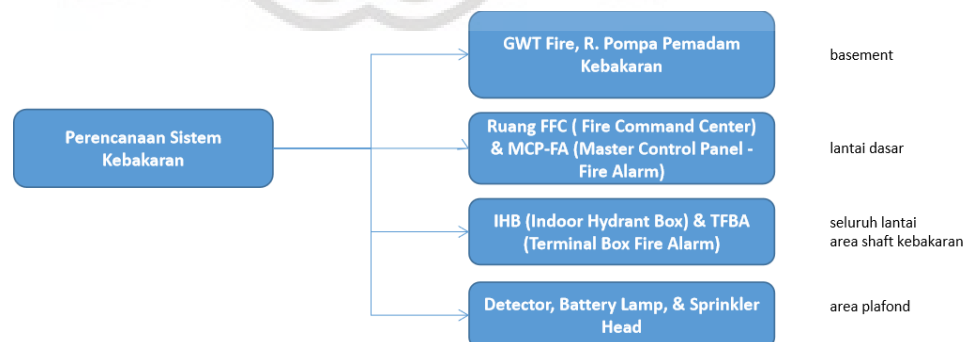 GWT Fire, R. Pompa Pemadam
Kebakaran
basement
Perencanaan Sistem
Kebakaran
Ruang FFC ( Fire Command Center)
& MCP-FA (Master Control Panel -
Fire Alarm)
lantai dasar
IHB (Indoor Hydrant Box) & TFBA
(Terminal Box Fire Alarm)
seluruh lantai
area shaft kebakaran
Detector, Battery Lamp, & Sprinkler
Head
area plafond